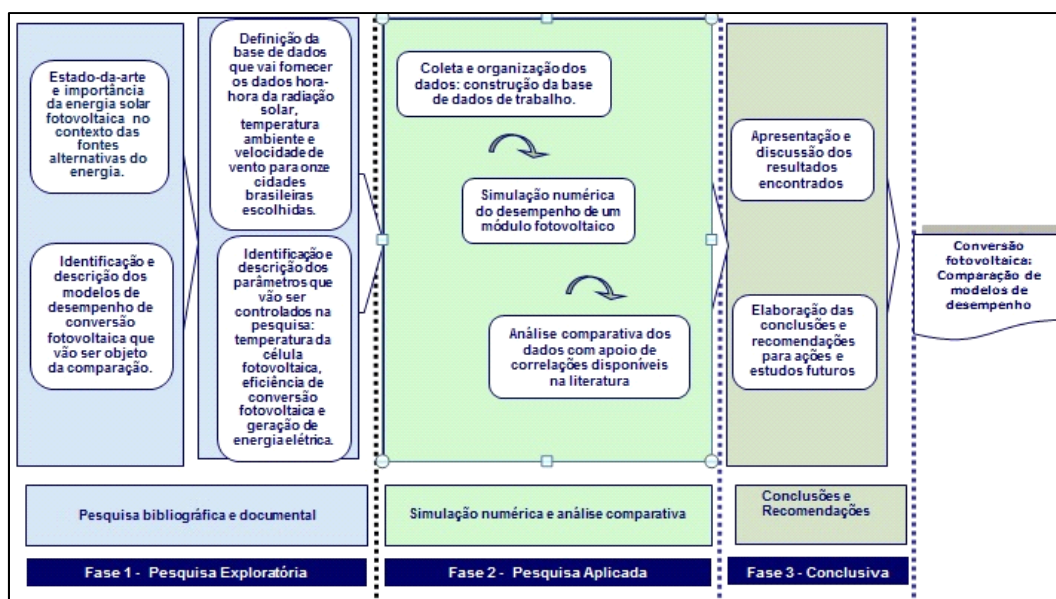 Estado-da-arte
e importância
da energia solar
fotovoltaica no
contexto das
fontes
alternativas do
energia.
Identificação e
descrição dos
modelos de
desempenho de
conversão
fotovoltaica que
vão ser objeto
da comparação.
Definição da
base de dados
que vai fornecer
os dados hora-
hora da radiação
solar,
temperatura
ambiente e
velocidade de
vento para onze
cidades
brasileiras
escolhidas.
Identificação e
descrição dos
parâmetros que
vão ser
controlados na
pesquisa:
temperatura da
célula
fotovoltaica,
eficiência de
conversão
fotovoltaica e
geração de
energia elétrica.
Coleta e organização dos
dados: construção da base
de dados de trabalho.
Simulação numérica
do desempenho de um
módulo fotovoltaico
Análise comparativa dos
dados com apoio de
correlações disponíveis
na literatura
Apresentação e
discussão dos
resultados
encontrados
Elaboração das
conclusões e
recomendações
para ações e
estudos futuros
Conversão
fotovoltaica:
Comparação de
modelos de
desempenho
Pesquisa bibliográfica e documental
Simulação numérica e análise comparativa
Conclusões e
Recomendações
Fase 1 - Pesquisa Exploratória
Fase 2 - Pesquisa Aplicada
Fase 3 - Conclusiva